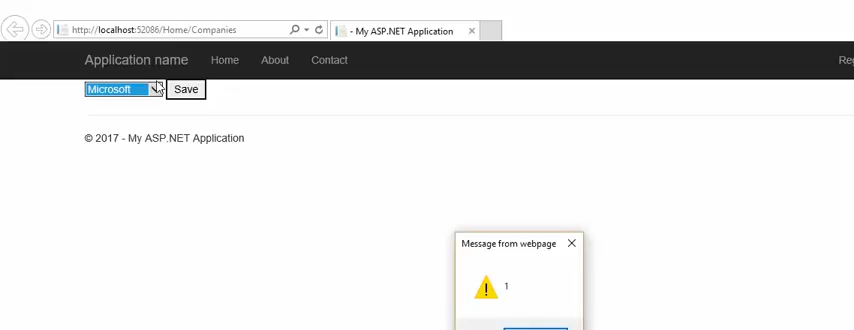 http://localhost:52086/Home/Companies
- My ASP.NET Application
Application name Home About Contact Reg
Microsoft Save
© 2017 - My ASP.NET Application
Message from webpage
1